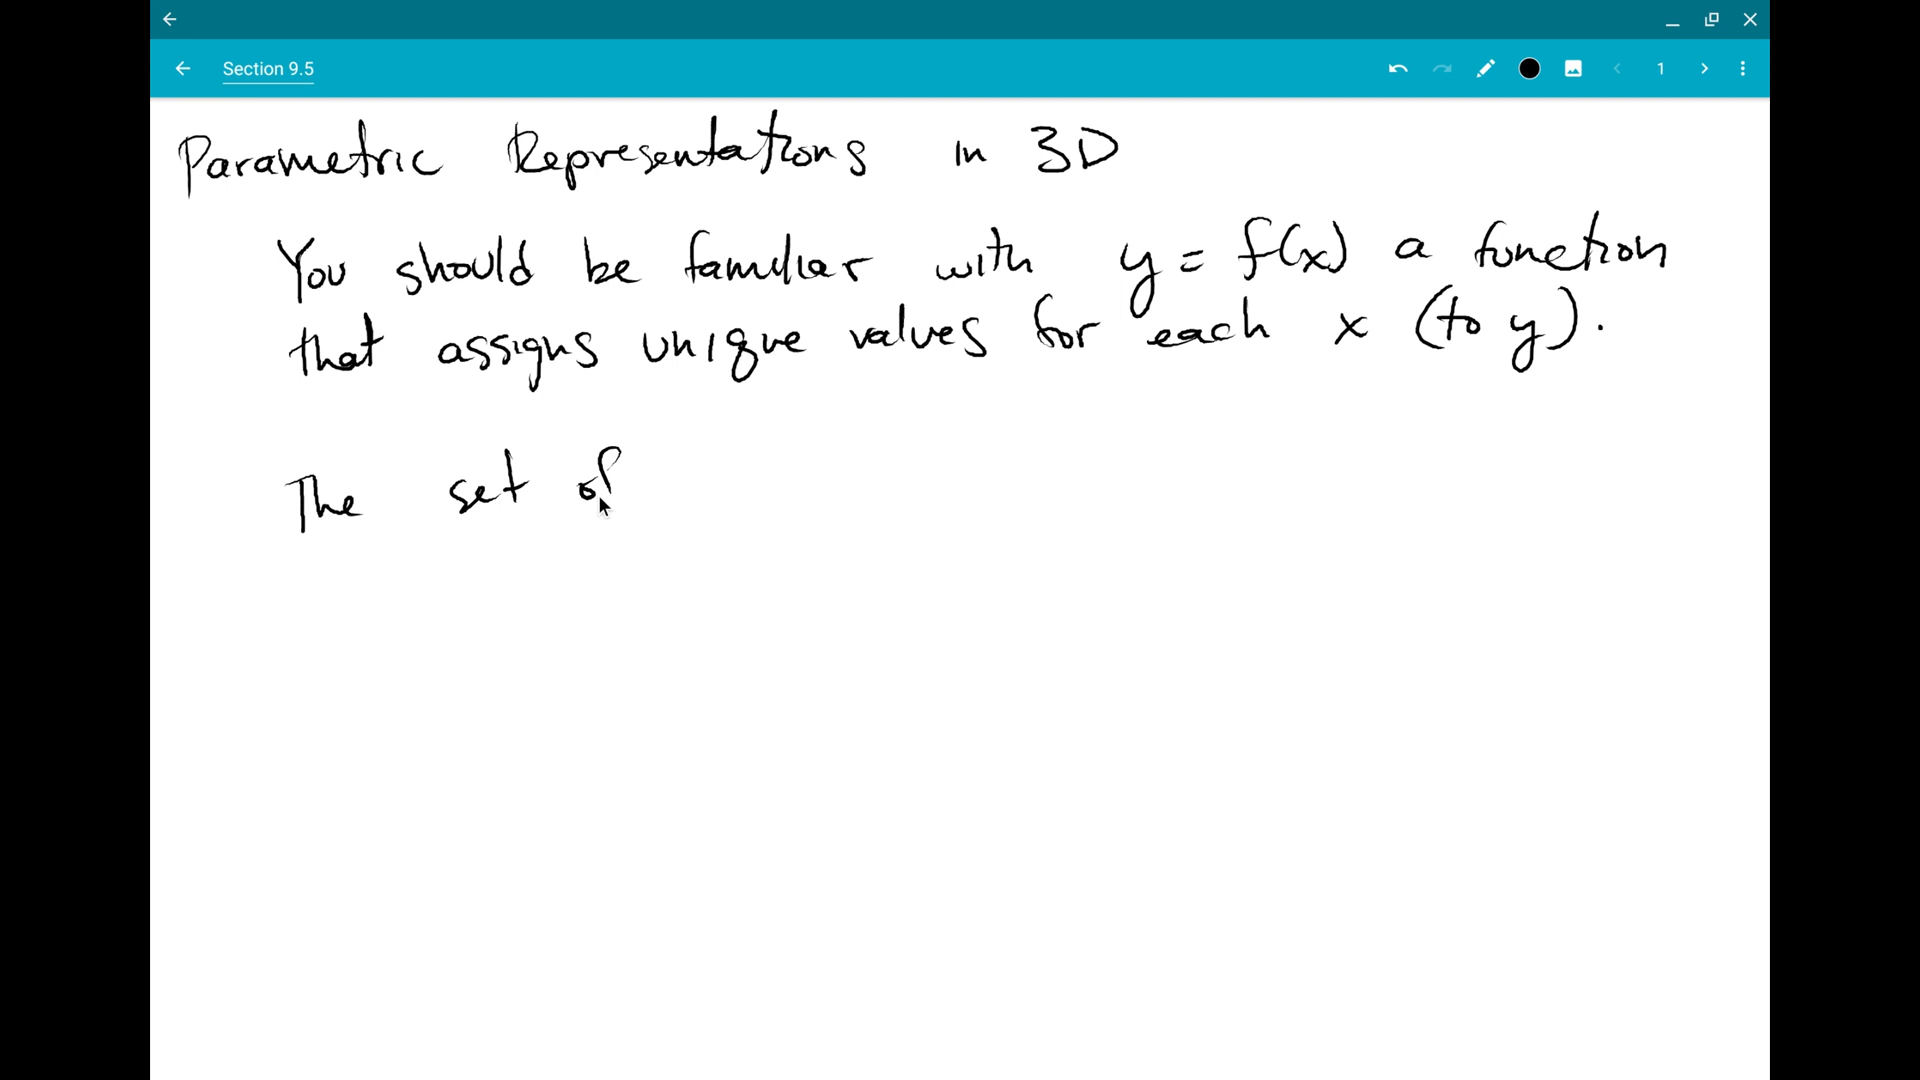 Section 9.5
1
Parametric Representations in 3D
You should be familiar with y = f(x) a function
that assigns unique values for each x (to y).
The set of